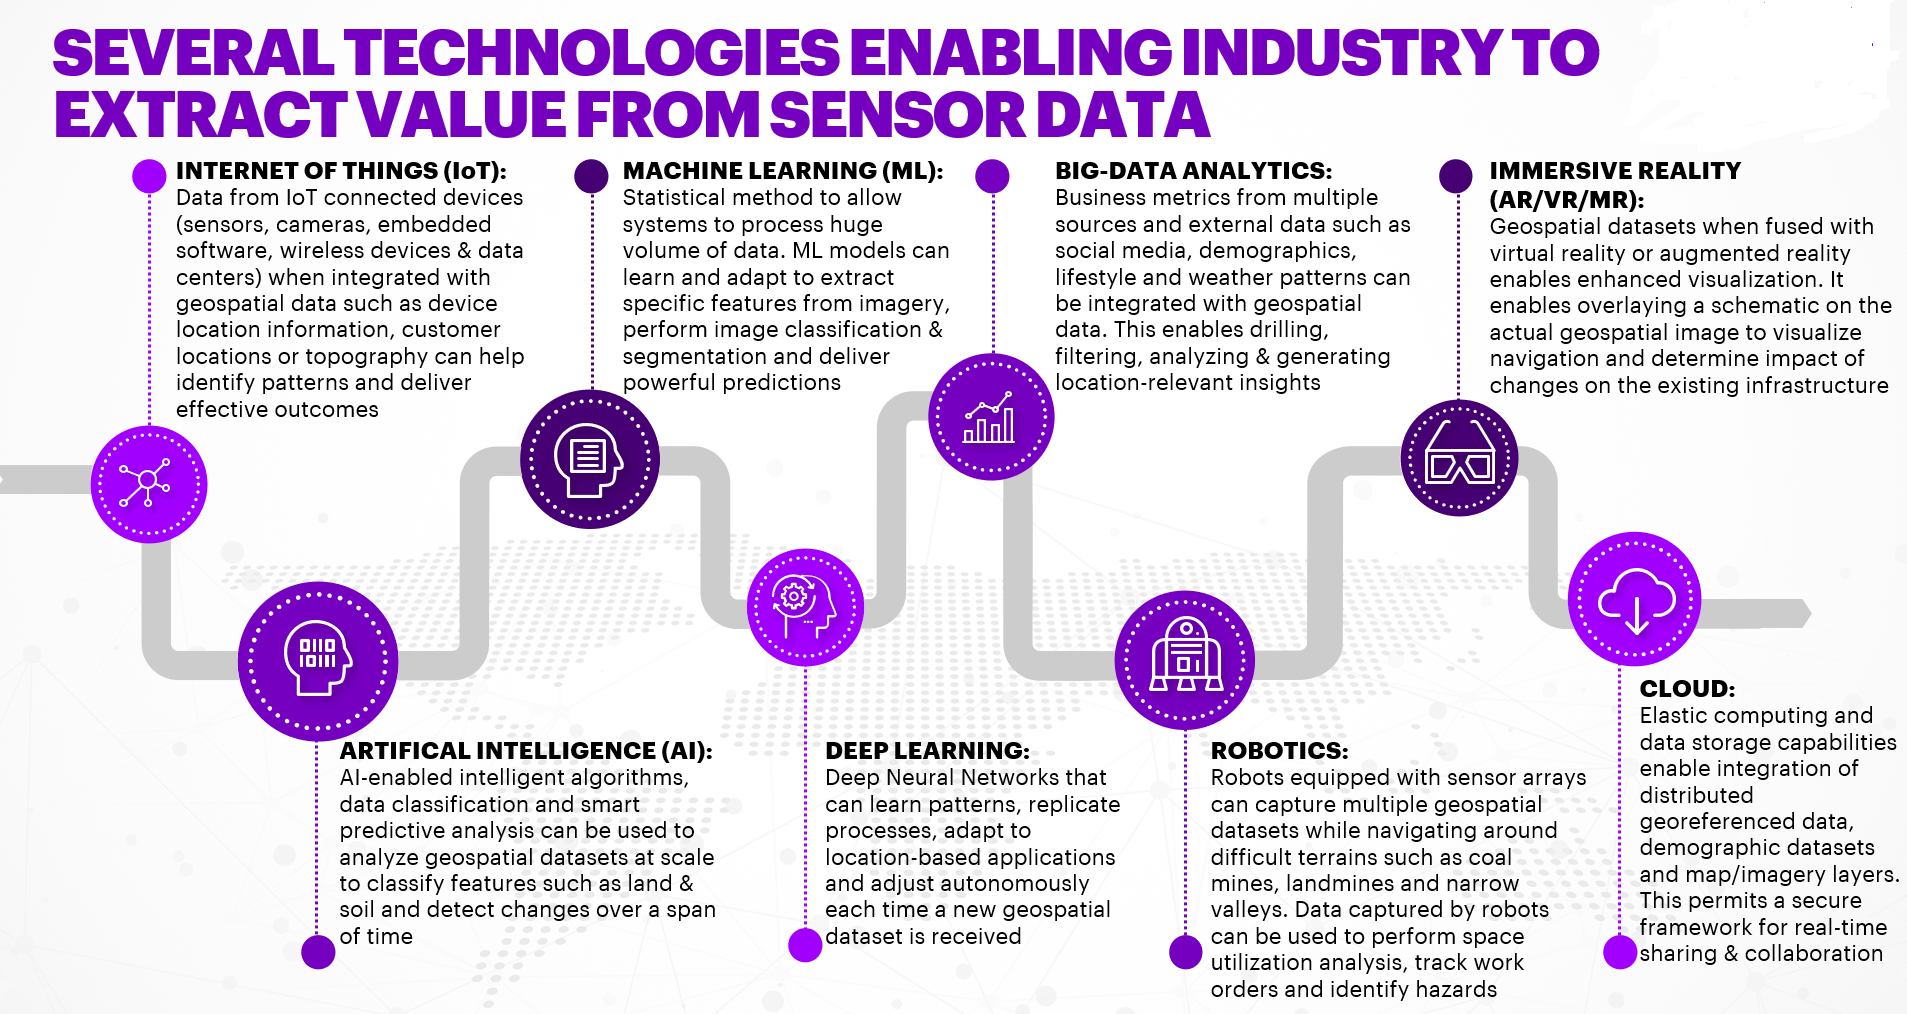 SEVERAL TECHNOLOGIES ENABLING INDUSTRY TO
EXTRACT VALUE FROM SENSOR DATA
INTERNET OF THINGS (IoT):
Data from IoT connected devices
(sensors, cameras, embedded
software, wireless devices & data
centers) when integrated with
geospatial data such as device
location information, customer
locations or topography can help
identify patterns and deliver
effective outcomes
MACHINE LEARNING (ML):
Statistical method to allow
systems to process huge
volume of data. ML models can
learn and adapt to extract
specific features from imagery,
perform image classification &
segmentation and deliver
powerful predictions
BIG-DATA ANALYTICS:
Business metrics from multiple
sources and external data such as
social media, demographics,
lifestyle and weather patterns can
be integrated with geospatial
data. This enables drilling,
filtering, analyzing & generating
location-relevant insights
IMMERSIVE REALITY
(AR/VR/MR):
Geospatial datasets when fused with
virtual reality or augmented reality
enables enhanced visualization. It
enables overlaying a schematic on the
actual geospatial image to visualize
navigation and determine impact of
changes on the existing infrastructure
ARTIFICAL INTELLIGENCE (AI):
AI-enabled intelligent algorithms,
data classification and smart
predictive analysis can be used to
analyze geospatial datasets at scale
to classify features such as land &
soil and detect changes over a span
of time
DEEP LEARNING:
Deep Neural Networks that
can learn patterns, replicate
processes, adapt to
location-based applications
and adjust autonomously
each time a new geospatial
dataset is received
ROBOTICS:
Robots equipped with sensor arrays
can capture multiple geospatial
datasets while navigating around
difficult terrains such as coal
mines, landmines and narrow
valleys. Data captured by robots
can be used to perform space
utilization analysis, track work
orders and identify hazards
CLOUD:
Elastic computing and
data storage capabilities
enable integration of
distributed
georeferenced data,
demographic datasets
and map/imagery layers.
This permits a secure
framework for real-time
sharing & collaboration